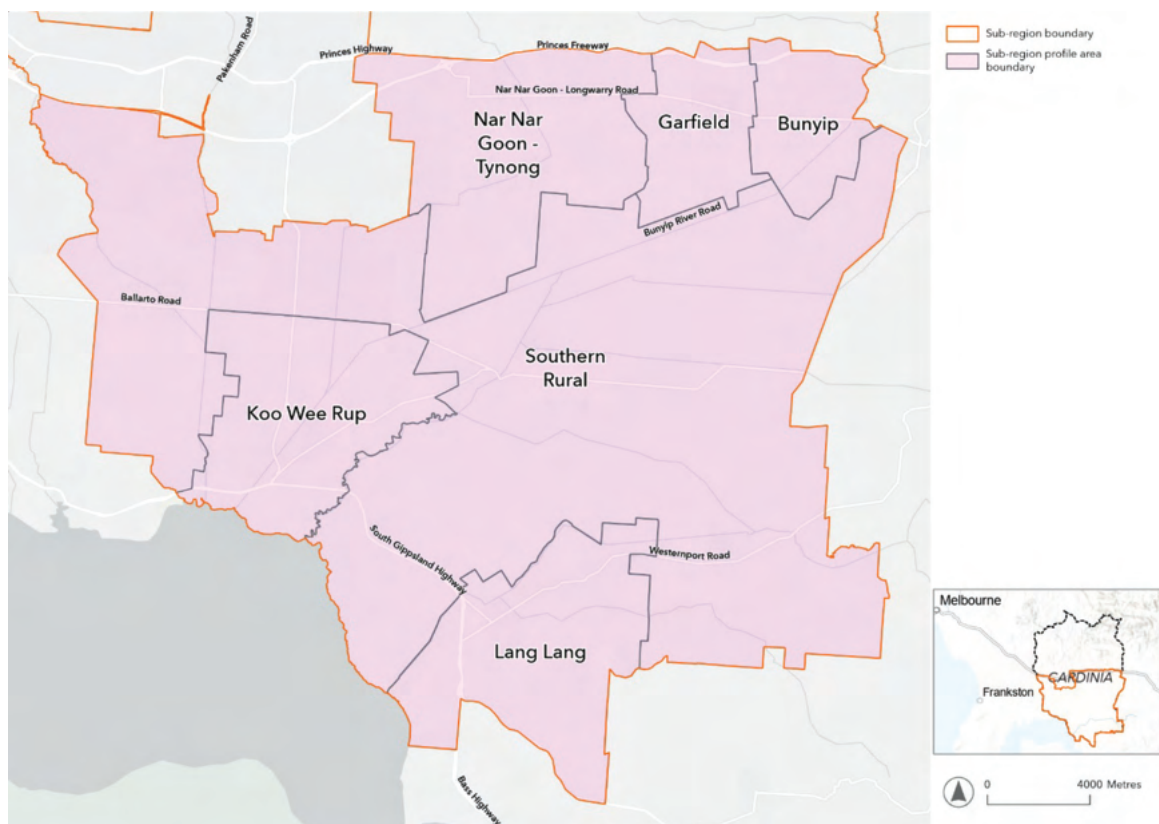 Princes Highway
Princes Freeway
Pakenham Road
Nar Nar Goon - Longwarry Road
Nar Nar
Goon -
Tynong
Garfield
Bunyip
Bunyip River Road
Ballarto Road
Southern
Rural
Koo Wee Rup
South Gippsland Highway
Westernport Road
Lang Lang
Bass Highway
Sub-region boundary
Sub-region profile area
boundary
Melbourne
CARDINIA
Frankston
0 4000 Metres